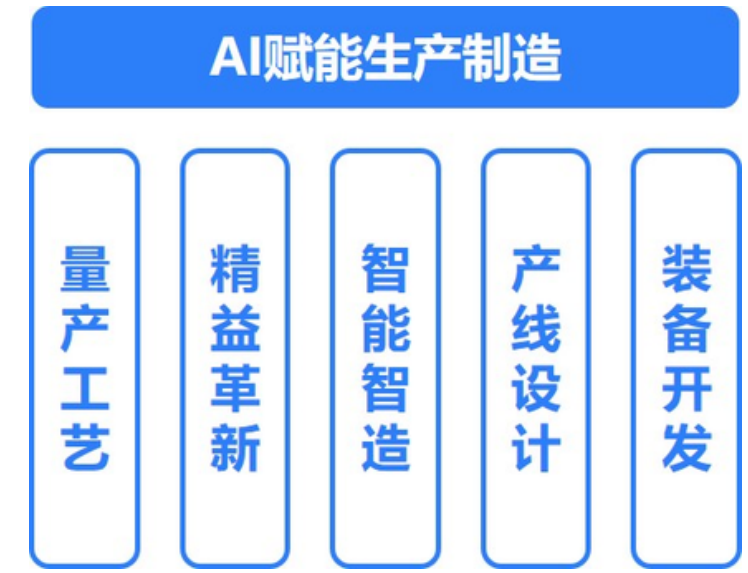 AI赋能生产制造
量产工艺
精益革新
智能智造
产线设计
装备开发